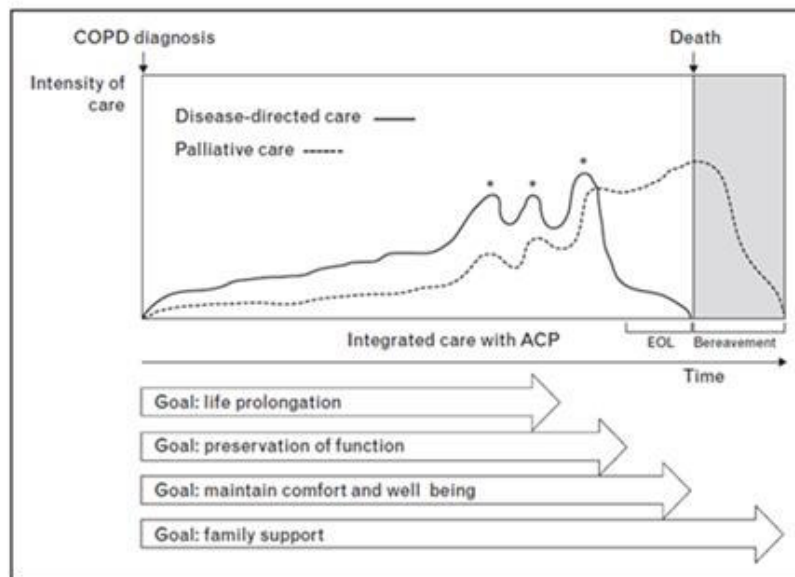 COPD diagnosis
Death
Intensity of
care
Disease-directed care
Palliative care
*
*
*
Integrated care with ACP
EOL
Bereavement
Time
Goal: life prolongation
Goal: preservation of function
Goal: maintain comfort and well being
Goal: family support